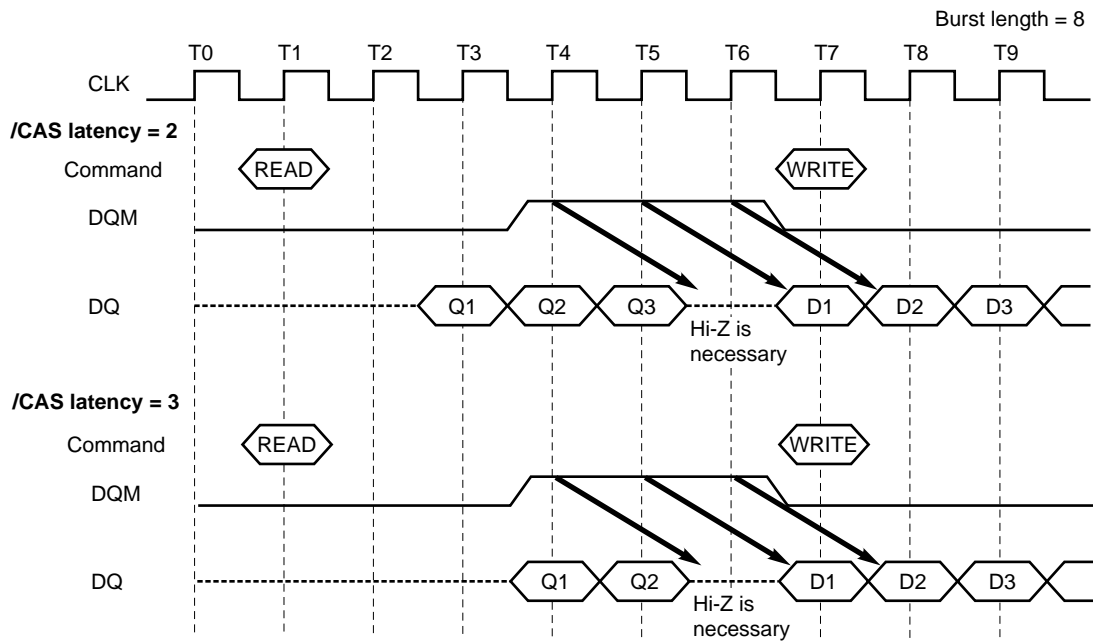 Burst length = 8
T0 T1 T2 T3 T4 T5 T6 T7 T8 T9
CLK
/CAS latency = 2
Command READ WRITE
DQM
DQ Q1 Q2 Q3 D1 D2 D3
Hi-Z is
necessary
/CAS latency = 3
Command READ WRITE
DQM
DQ Q1 Q2 D1 D2 D3
Hi-Z is
necessary